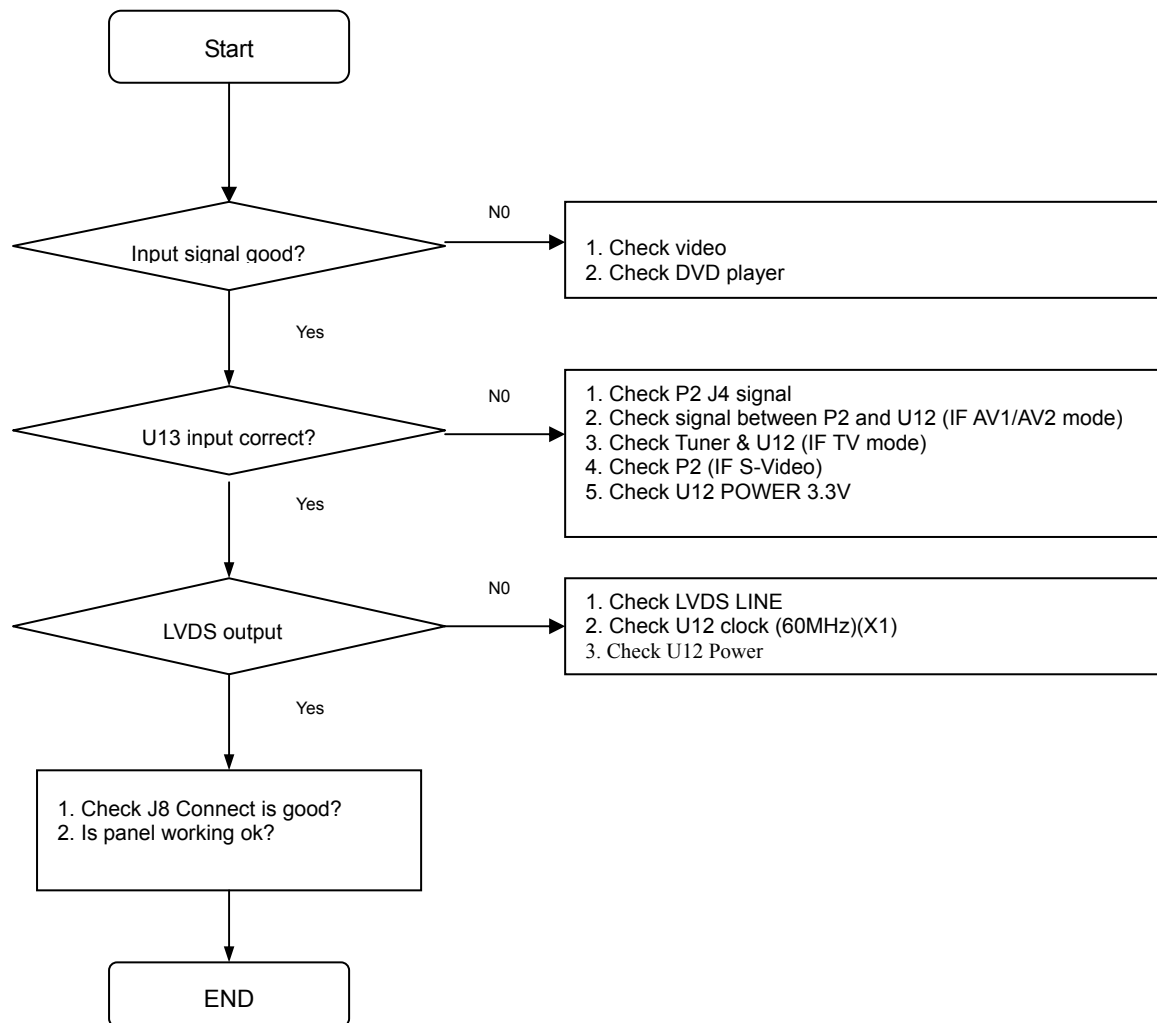 Start
Input signal good?
N0
1. Check video
2. Check DVD player
Yes
U13 input correct?
N0
1. Check P2 J4 signal
2. Check signal between P2 and U12 (IF AV1/AV2 mode)
3. Check Tuner & U12 (IF TV mode)
4. Check P2 (IF S-Video)
5. Check U12 POWER 3.3V
Yes
LVDS output
N0
1. Check LVDS LINE
2. Check U12 clock (60MHz)(X1)
3. Check U12 Power
Yes
1. Check J8 Connect is good?
2. Is panel working ok?
END